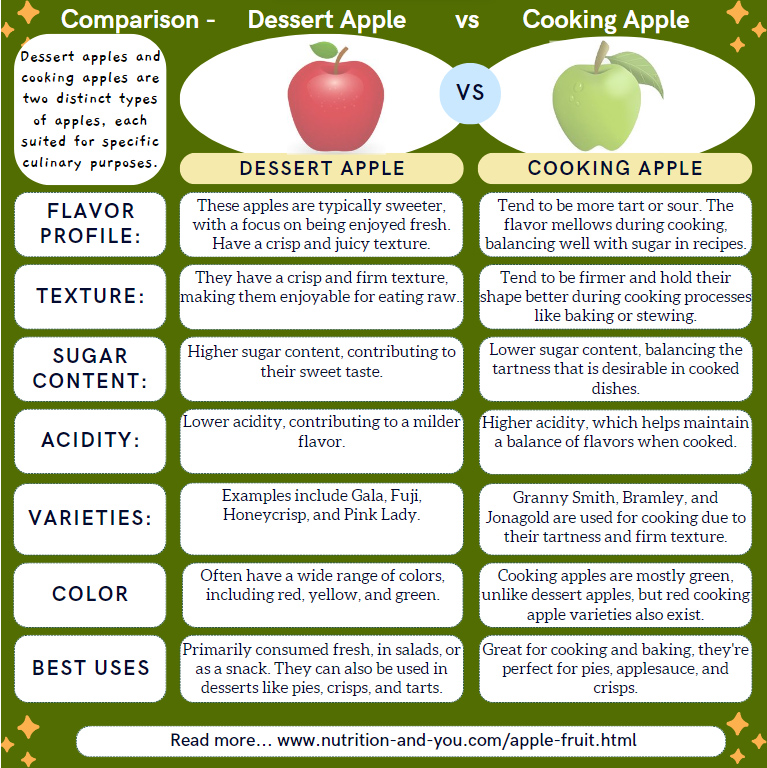 Comparison - Dessert Apple vs Cooking Apple
Dessert apples and
cooking apples are
two distinct types
of apples, each
suited for specific
culinary purposes.
VS
DESSERT APPLE
COOKING APPLE
FLAVOR
PROFILE:
These apples are typically sweeter,
with a focus on being enjoyed fresh.
Have a crisp and juicy texture.
Tend to be more tart or sour. The
flavor mellows during cooking,
balancing well with sugar in recipes.
TEXTURE:
They have a crisp and firm texture,
making them enjoyable for eating raw..
Tend to be firmer and hold their
shape better during cooking processes
like baking or stewing.
SUGAR
CONTENT:
Higher sugar content, contributing to
their sweet taste.
Lower sugar content, balancing the
tartness that is desirable in cooked
dishes.
ACIDITY:
Lower acidity, contributing to a milder
flavor.
Higher acidity, which helps maintain
a balance of flavors when cooked.
VARIETIES:
Examples include Gala, Fuji,
Honeycrisp, and Pink Lady.
Granny Smith, Bramley, and
Jonagold are used for cooking due to
their tartness and firm texture.
COLOR
Often have a wide range of colors,
including red, yellow, and green.
Cooking apples are mostly green,
unlike dessert apples, but red cooking
apple varieties also exist.
BEST USES
Primarily consumed fresh, in salads, or
as a snack. They can also be used in
desserts like pies, crisps, and tarts.
Great for cooking and baking, they're
perfect for pies, applesauce, and
crisps.
Read more... www.nutrition-and-you.com/apple-fruit.html